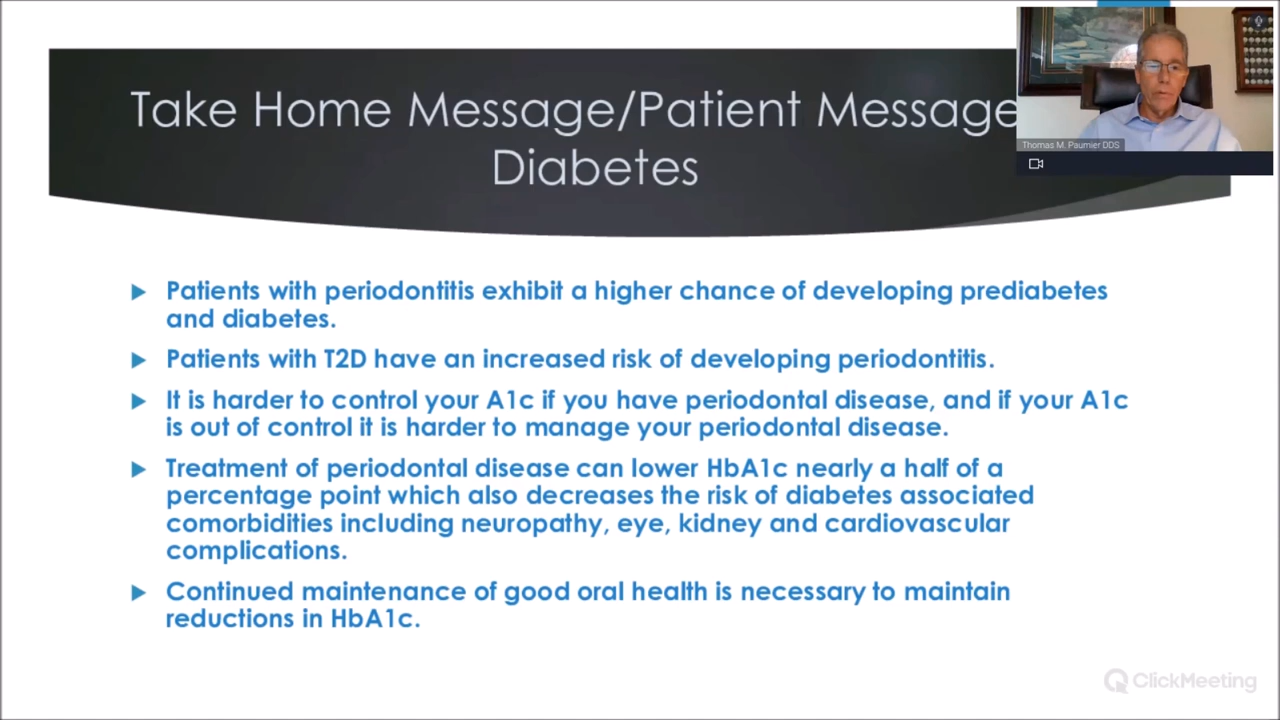 Take Home Message/Patient Message
Diabetes
Thomas M. Paumier DDS
Patients with periodontitis exhibit a higher chance of developing prediabetes
and diabetes.
Patients with T2D have an increased risk of developing periodontitis.
It is harder to control your A1c if you have periodontal disease, and if your A1c
is out of control it is harder to manage your periodontal disease.
Treatment of periodontal disease can lower HbA1c nearly a half of a
percentage point which also decreases the risk of diabetes associated
comorbidities including neuropathy, eye, kidney and cardiovascular
complications.
Continued maintenance of good oral health is necessary to maintain
reductions in HbA1c.
ClickMeeting